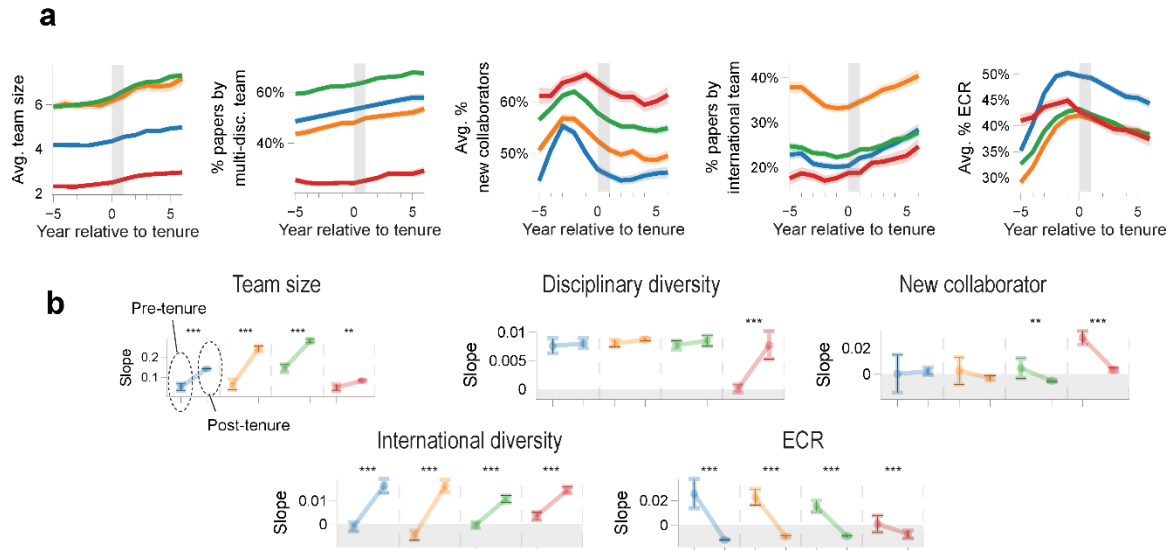 a
Avg. team size
6
4
2
−5
0
5
Year relative to tenure
% papers by
multi-disc. team
60%
40%
−5
0
5
Year relative to tenure
Avg. %
new collaborators
60%
50%
−5
0
5
Year relative to tenure
% papers by
international team
40%
30%
20%
−5
0
5
Year relative to tenure
Avg. % ECR
50%
45%
40%
35%
30%
−5
0
5
Year relative to tenure
b
Team size
Pre-tenure
*** *** *** **
Slope
0.2
0.1
Post-tenure
Disciplinary diversity
***
Slope
0.01
0.005
0
New collaborator
** ***
Slope
0.02
0
International diversity
*** *** *** ***
Slope
0.01
0
ECR
*** *** *** ***
Slope
0.02
0